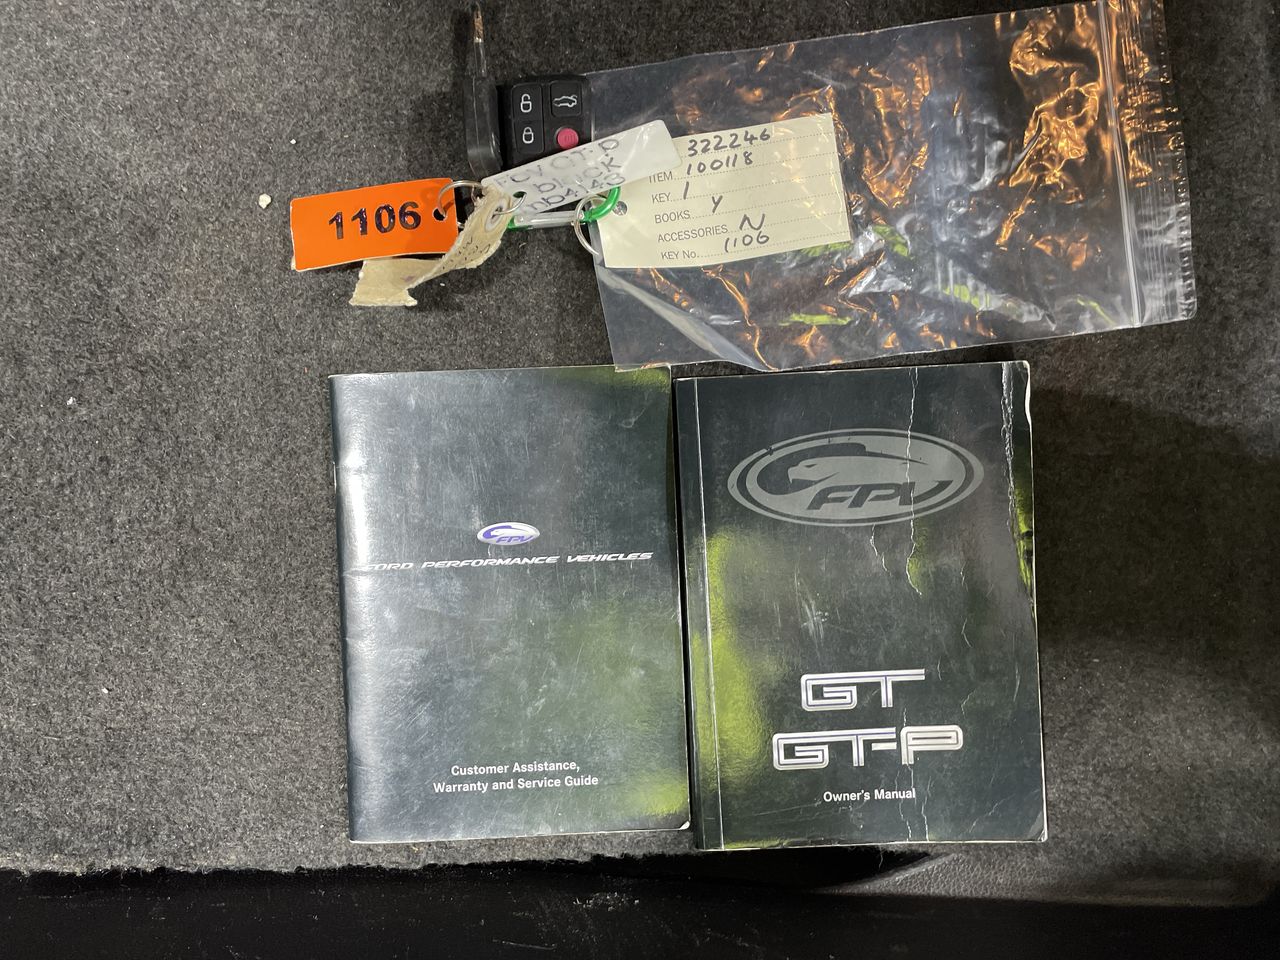 1106
322246
ITEM 100118
KEY 1
BOOKS Y
ACCESSORIES N
KEY No. 1106
FPV
FORD PERFORMANCE VEHICLES
Customer Assistance,
Warranty and Service Guide
FPV
GT
GT-P
Owner's Manual